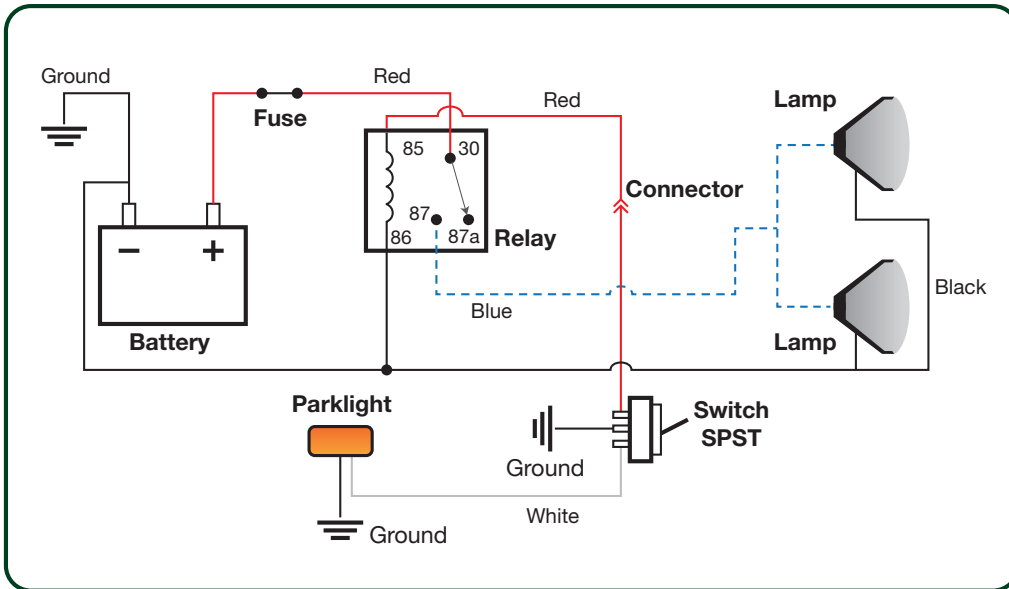 Ground
Red
Fuse
Red
Lamp
85
30
Connector
87
86
87a
Relay
Blue
Black
−
+
Battery
Lamp
Parklight
Switch
SPST
Ground
White
Ground